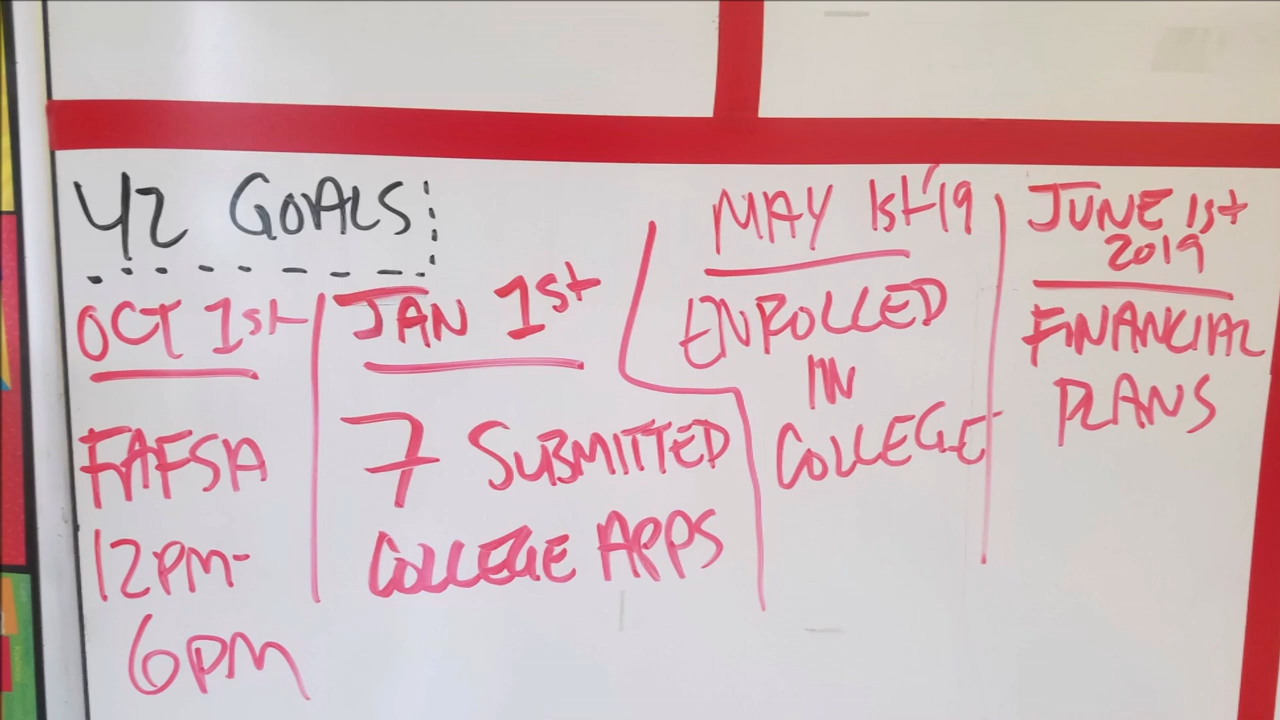 Y2 GOALS:
OCT 1st
FAFSA
12PM-
6PM
JAN 1st
7 SUBMITTED
COLLEGE APPS
MAY 1st '19
ENROLLED
IN
COLLEGE
JUNE 1st
2019
FINANCIAL
PLANS